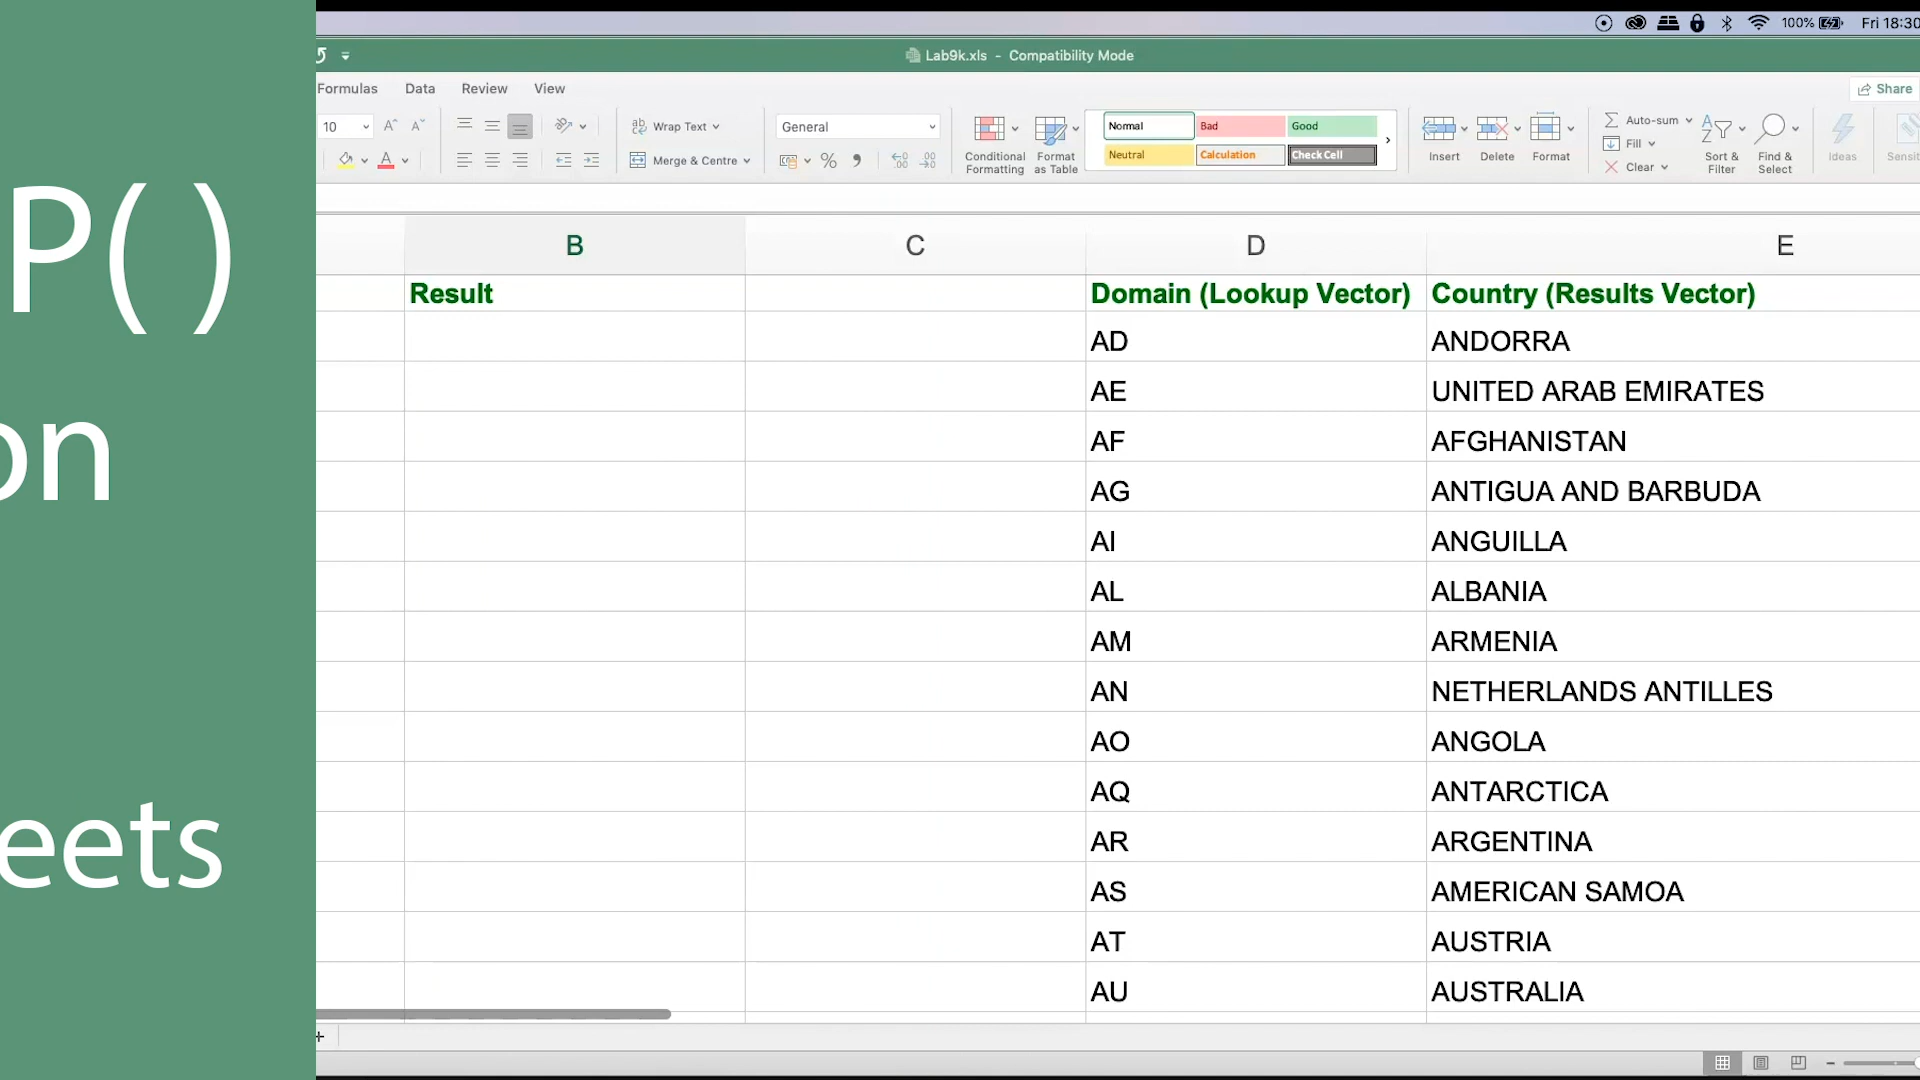 P( )
on
eets
100% Fri 18:30
Lab9k.xls - Compatibility Mode
Formulas Data Review View Share
10 Wrap Text General Normal Bad Good Auto-sum
Fill
Merge & Centre % Conditional Formatting Format as Table Neutral Calculation Check Cell Insert Delete Format Clear Sort & Filter Find & Select Ideas Sensit
B C D E
Result Domain (Lookup Vector) Country (Results Vector)
AD ANDORRA
AE UNITED ARAB EMIRATES
AF AFGHANISTAN
AG ANTIGUA AND BARBUDA
AI ANGUILLA
AL ALBANIA
AM ARMENIA
AN NETHERLANDS ANTILLES
AO ANGOLA
AQ ANTARCTICA
AR ARGENTINA
AS AMERICAN SAMOA
AT AUSTRIA
AU AUSTRALIA